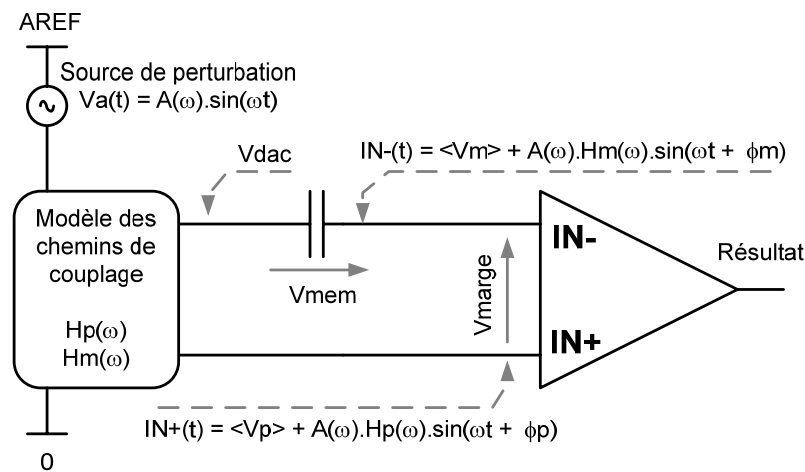 AREF
Source de perturbation
Va(t) = A(ω).sin(ωt)
Vdac
IN-(t) = <Vm> + A(ω).Hm(ω).sin(ωt + ϕm)
Modèle des
chemins de
couplage
Hp(ω)
Hm(ω)
Vmem
Vmarge
IN-
IN+
Résultat
IN+(t) = <Vp> + A(ω).Hp(ω).sin(ωt + ϕp)
0